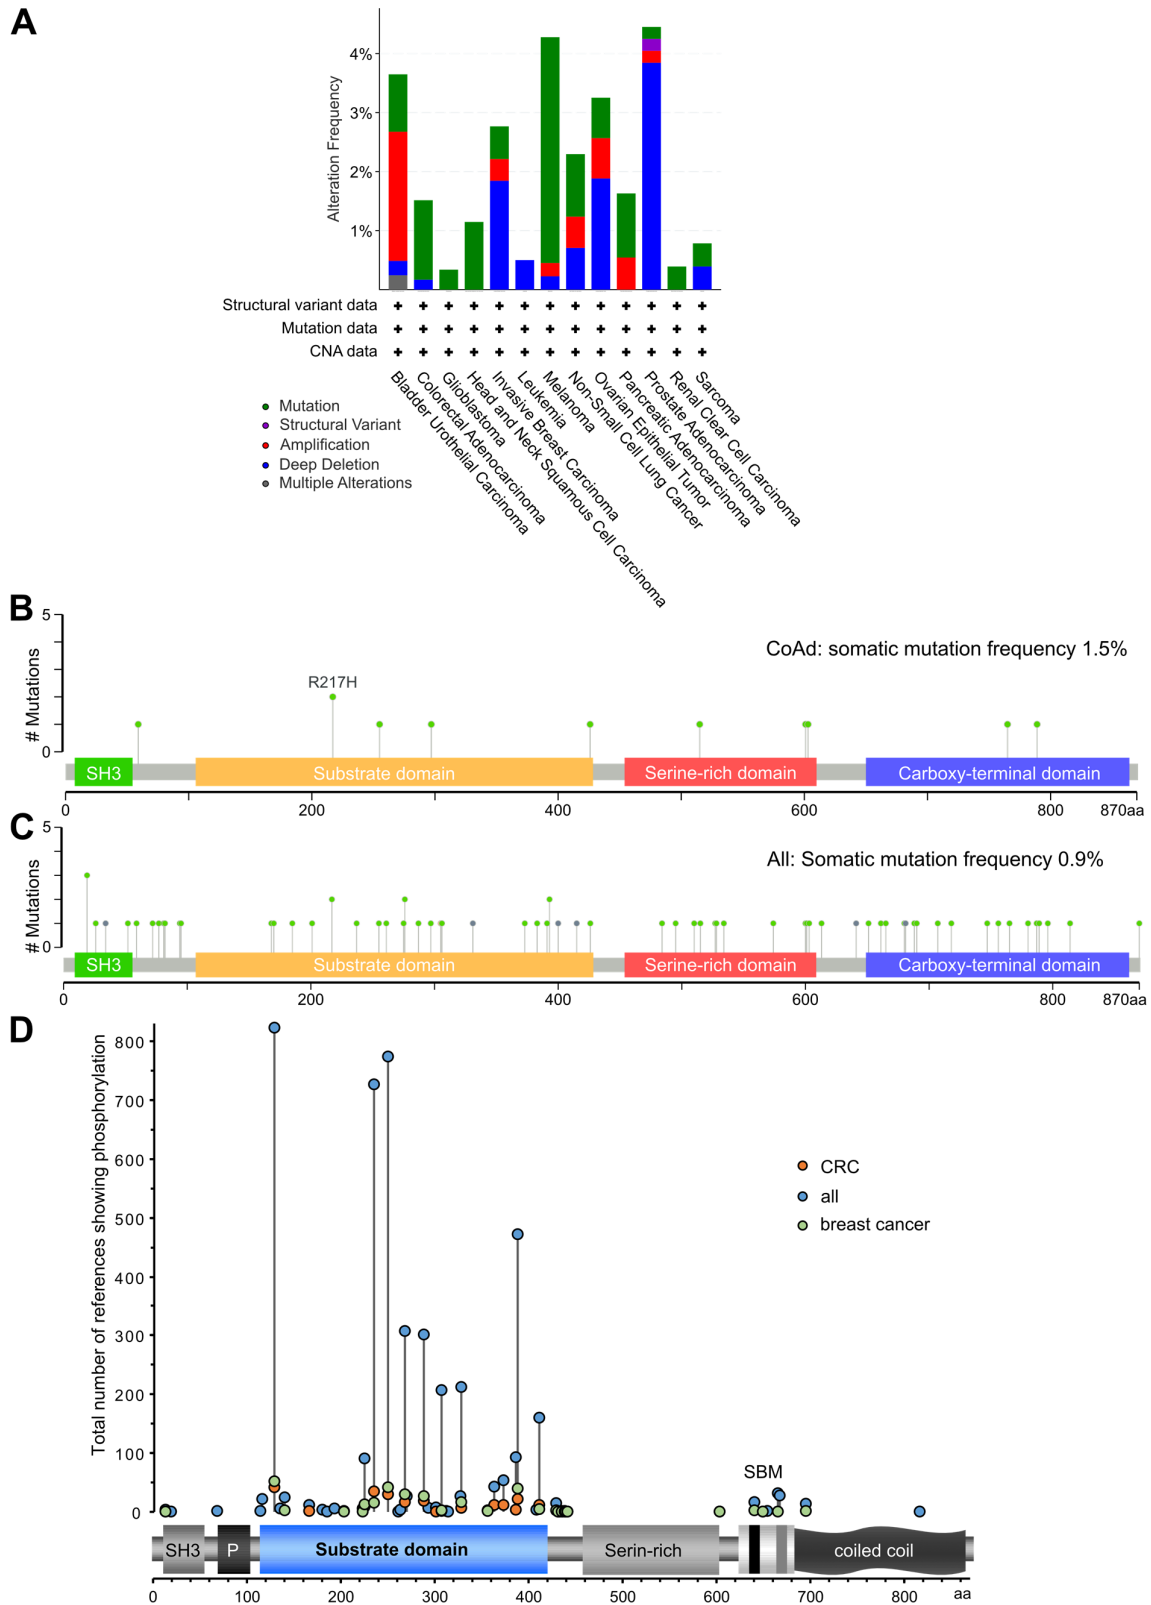 A
Alteration Frequency
4%
3%
2%
1%
Structural variant data
Mutation data
CNA data
Bladder Urothelial Carcinoma
Colorectal Adenocarcinoma
Glioblastoma
Head and Neck Squamous Cell Carcinoma
Invasive Breast Carcinoma
Leukemia
Melanoma
Non-Small Cell Lung Cancer
Ovarian Epithelial Tumor
Pancreatic Adenocarcinoma
Prostate Adenocarcinoma
Renal Clear Cell Carcinoma
Sarcoma
Mutation
Structural Variant
Amplification
Deep Deletion
Multiple Alterations
B
# Mutations
5
0
CoAd: somatic mutation frequency 1.5%
R217H
SH3 Substrate domain Serine-rich domain Carboxy-terminal domain
0 200 400 600 800 870aa
C
# Mutations
5
0
All: Somatic mutation frequency 0.9%
SH3 Substrate domain Serine-rich domain Carboxy-terminal domain
0 200 400 600 800 870aa
D
Total number of references showing phosphorylation
800
700
600
500
400
300
200
100
0
CRC
all
breast cancer
SBM
SH3 P Substrate domain Serin-rich coiled coil
0 100 200 300 400 500 600 700 800 aa